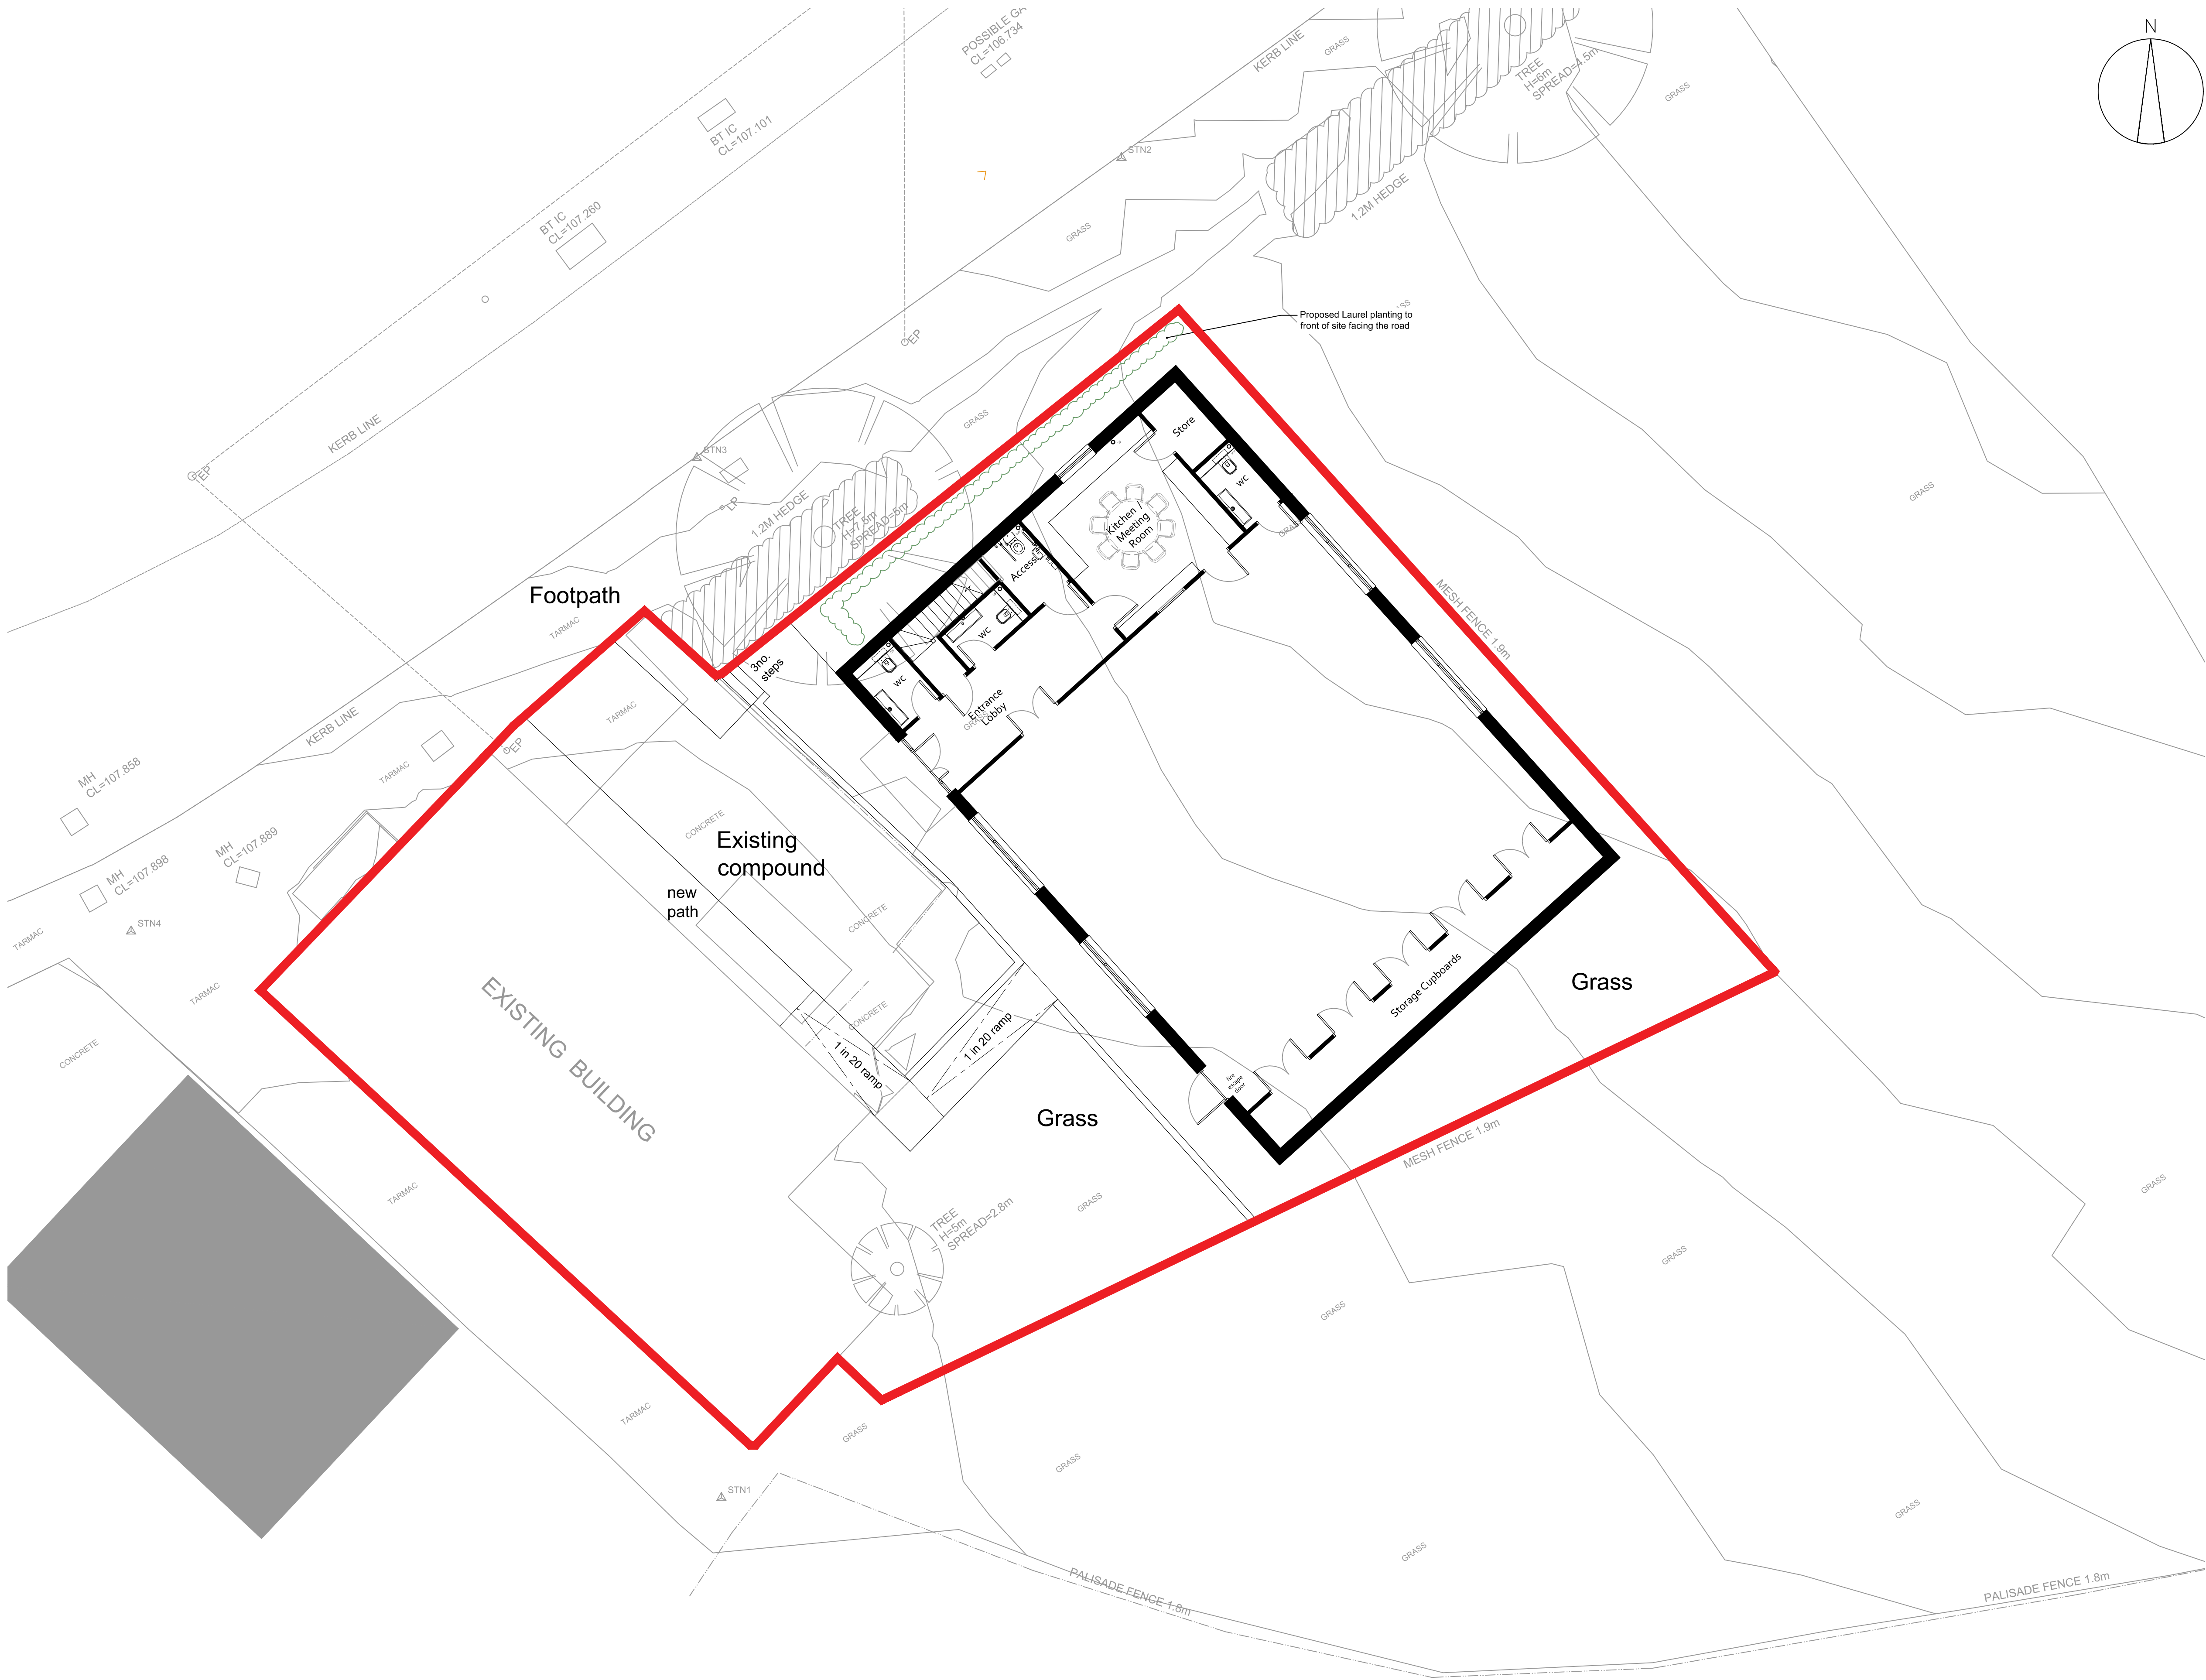 N
POSSIBLE GA
CL=106.734
KERB LINE
GRASS
TREE
H=6m
SPREAD=4.5m
GRASS
BT IC
CL=107.101
STN2
1.2M HEDGE
BT IC
CL=107.260
GRASS
Proposed Laurel planting to
front of site facing the road
EP
KERB LINE
GRASS
Store
STN3
EP
LP
1.2M HEDGE
TREE
H=7.5m
SPREAD=5m
wc
GRASS
Kitchen /
Meeting
Room
Access
Footpath
TARMAC
MESH FENCE 1.9m
wc
3no.
steps
wc
Entrance
Lobby
TARMAC
KERB LINE
EP
TARMAC
MH
CL=107.858
CONCRETE
Existing
compound
MH
CL=107.889
MH
CL=107.898
new
path
CONCRETE
STN4
TARMAC
TARMAC
Storage Cupboards
Grass
EXISTING BUILDING
CONCRETE
CONCRETE
1 in 20 ramp
1 in 20 ramp
fire
escape
door
Grass
MESH FENCE 1.9m
TARMAC
GRASS
GRASS
TREE
H=5m
SPREAD=2.8m
GRASS
GRASS
TARMAC
GRASS
GRASS
STN1
GRASS
GRASS
PALISADE FENCE 1.8m
PALISADE FENCE 1.8m